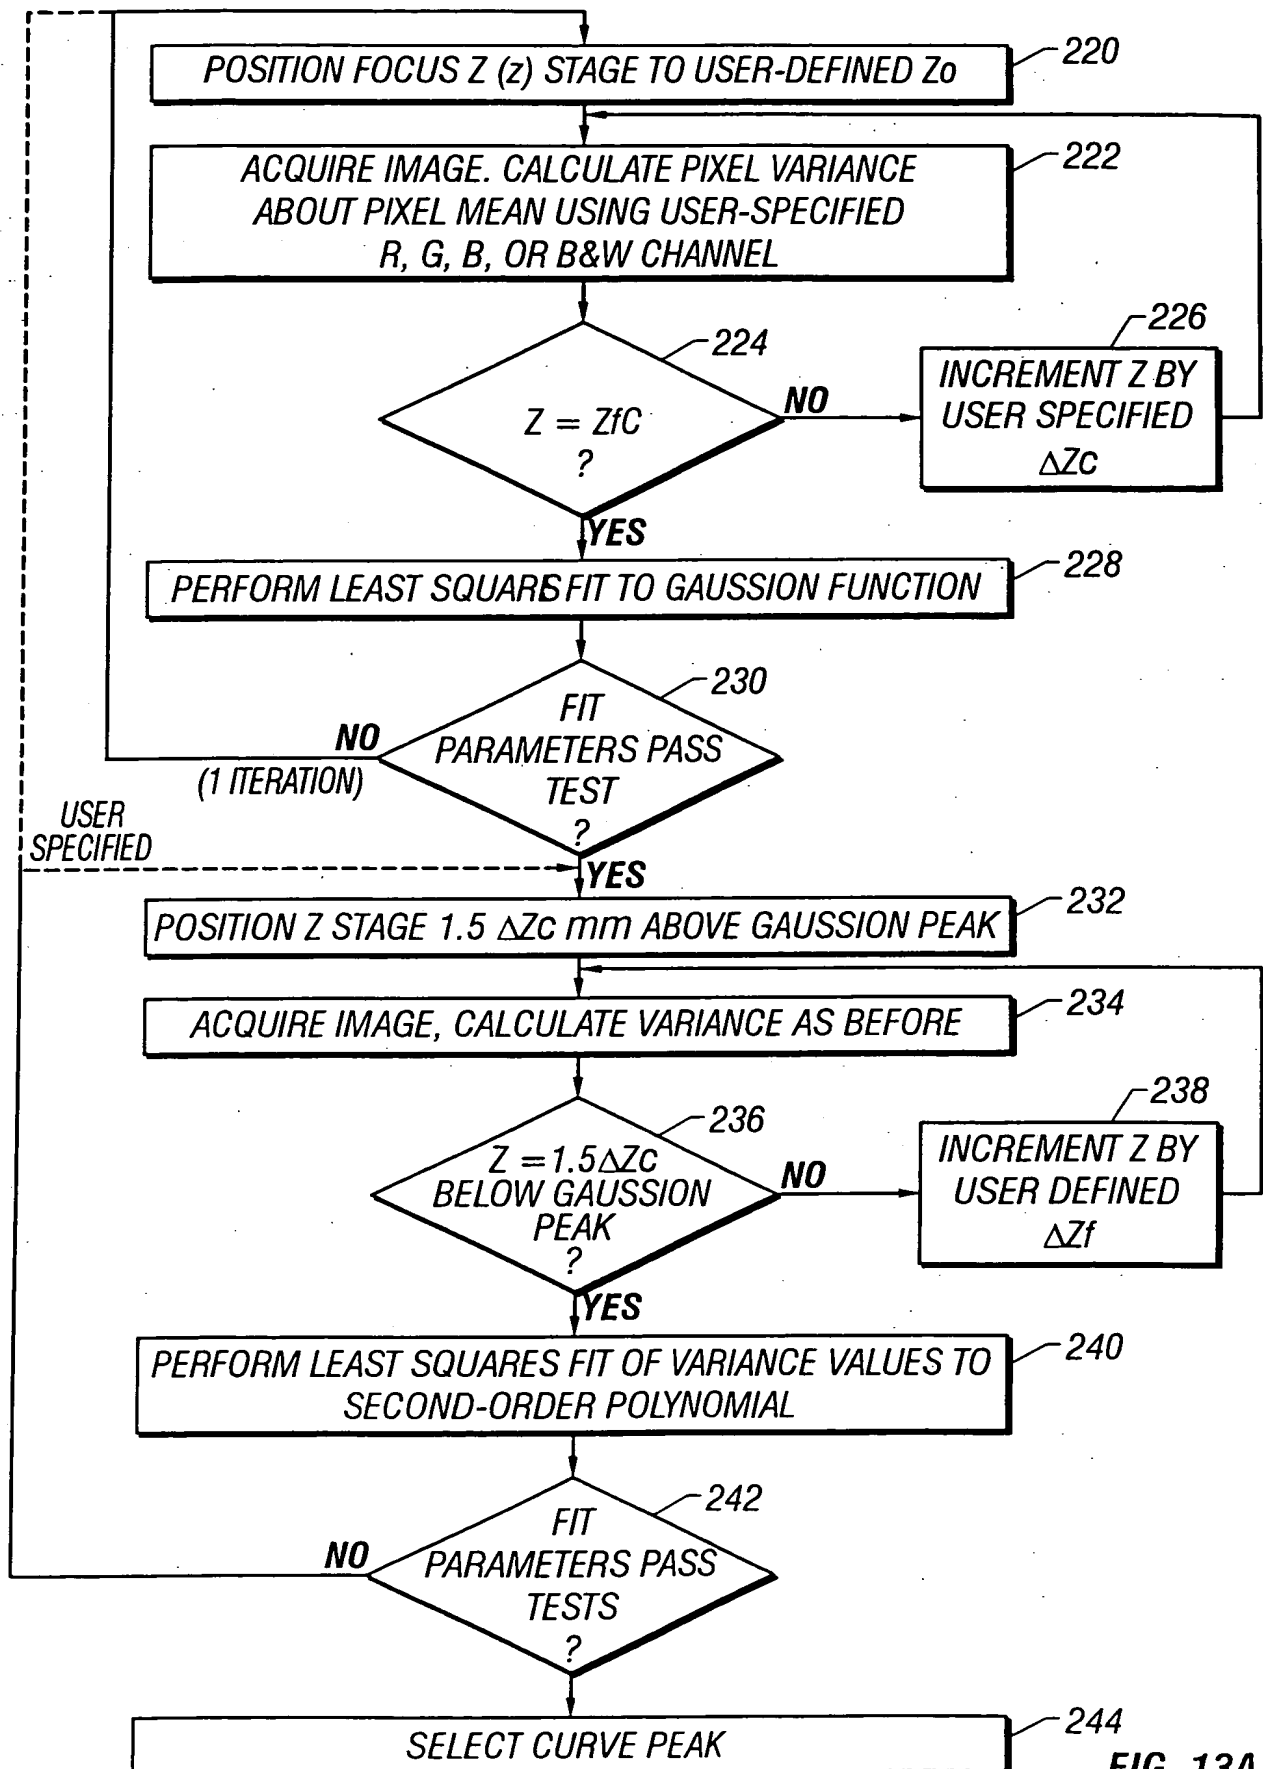 POSITION FOCUS Z (z) STAGE TO USER-DEFINED Zo
220
ACQUIRE IMAGE. CALCULATE PIXEL VARIANCE
ABOUT PIXEL MEAN USING USER-SPECIFIED
R, G, B, OR B&W CHANNEL
222
224
Z = ZfC
?
NO
226
INCREMENT Z BY
USER SPECIFIED
ΔZc
YES
PERFORM LEAST SQUARES FIT TO GAUSSION FUNCTION
228
230
FIT
PARAMETERS PASS
TEST
?
NO
(1 ITERATION)
USER
SPECIFIED
YES
POSITION Z STAGE 1.5 ΔZc mm ABOVE GAUSSION PEAK
232
ACQUIRE IMAGE, CALCULATE VARIANCE AS BEFORE
234
236
Z = 1.5ΔZc
BELOW GAUSSION
PEAK
?
NO
238
INCREMENT Z BY
USER DEFINED
ΔZf
YES
PERFORM LEAST SQUARES FIT OF VARIANCE VALUES TO
SECOND-ORDER POLYNOMIAL
240
242
FIT
PARAMETERS PASS
TESTS
?
NO
SELECT CURVE PEAK
244
FIG. 13A